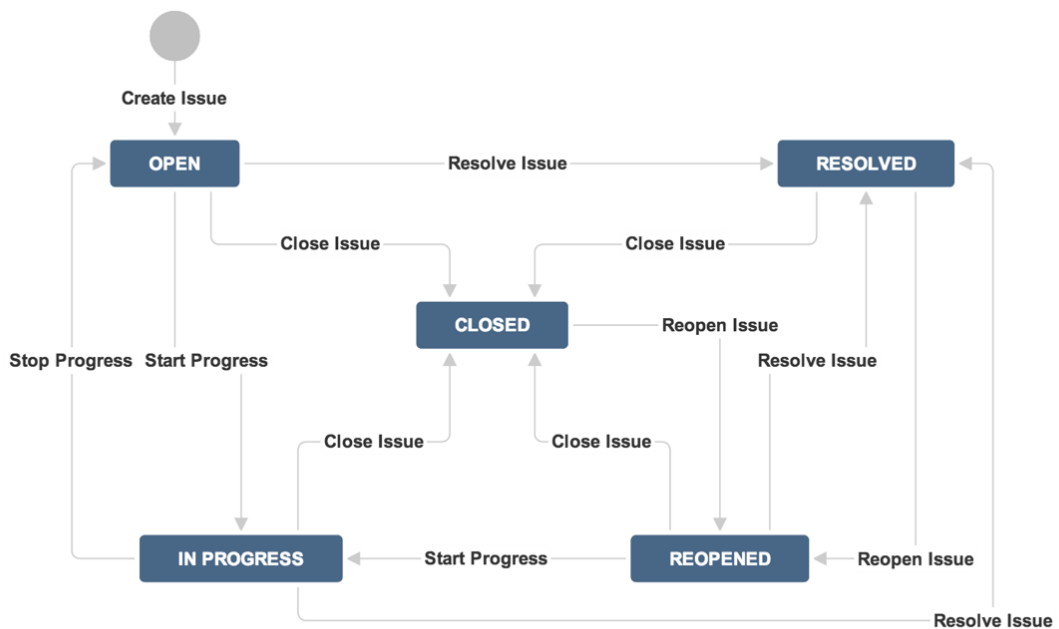 Create Issue
OPEN
Resolve Issue
RESOLVED
Close Issue
Close Issue
CLOSED
Reopen Issue
Stop Progress
Start Progress
Resolve Issue
Close Issue
Close Issue
IN PROGRESS
Start Progress
REOPENED
Reopen Issue
Resolve Issue